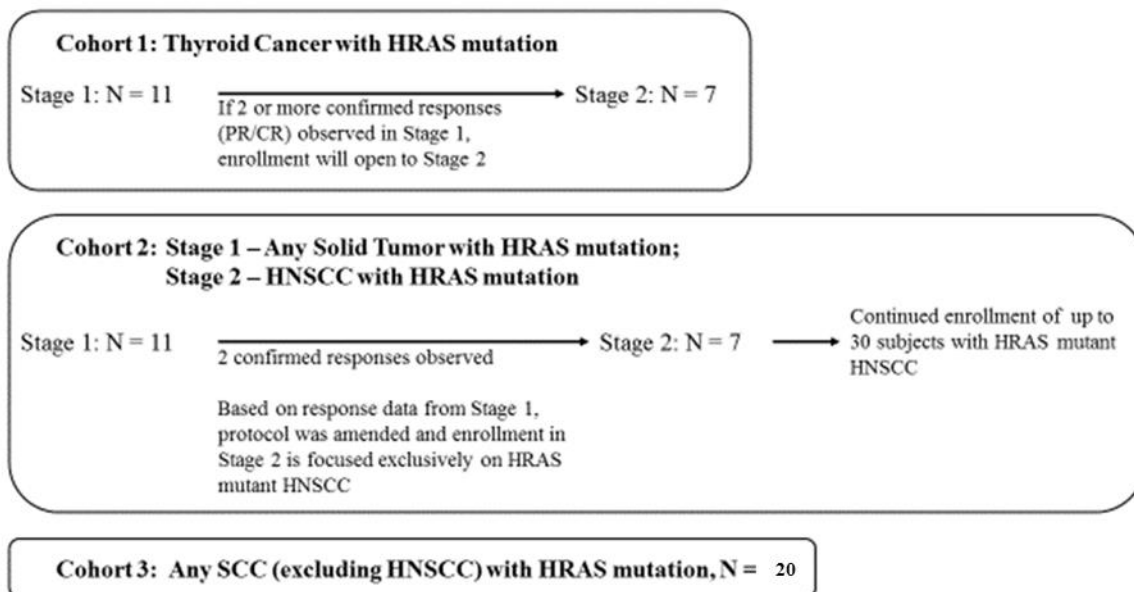 Cohort 1: Thyroid Cancer with HRAS mutation
Stage 1: N = 11
If 2 or more confirmed responses
(PR/CR) observed in Stage 1,
enrollment will open to Stage 2
Stage 2: N = 7
Cohort 2: Stage 1 – Any Solid Tumor with HRAS mutation;
Stage 2 – HNSCC with HRAS mutation
Stage 1: N = 11
2 confirmed responses observed
Based on response data from Stage 1,
protocol was amended and enrollment in
Stage 2 is focused exclusively on HRAS
mutant HNSCC
Stage 2: N = 7
Continued enrollment of up to
30 subjects with HRAS mutant
HNSCC
Cohort 3: Any SCC (excluding HNSCC) with HRAS mutation, N = 20